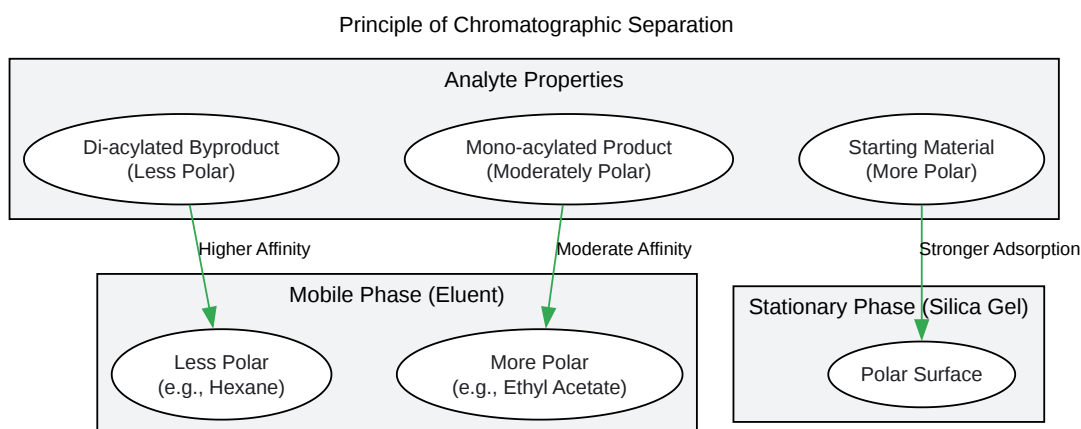 Principle of Chromatographic Separation
Analyte Properties
Di-acylated Byproduct
(Less Polar)
Mono-acylated Product
(Moderately Polar)
Starting Material
(More Polar)
Higher Affinity
Moderate Affinity
Stronger Adsorption
Mobile Phase (Eluent)
Stationary Phase (Silica Gel)
Less Polar
(e.g., Hexane)
More Polar
(e.g., Ethyl Acetate)
Polar Surface